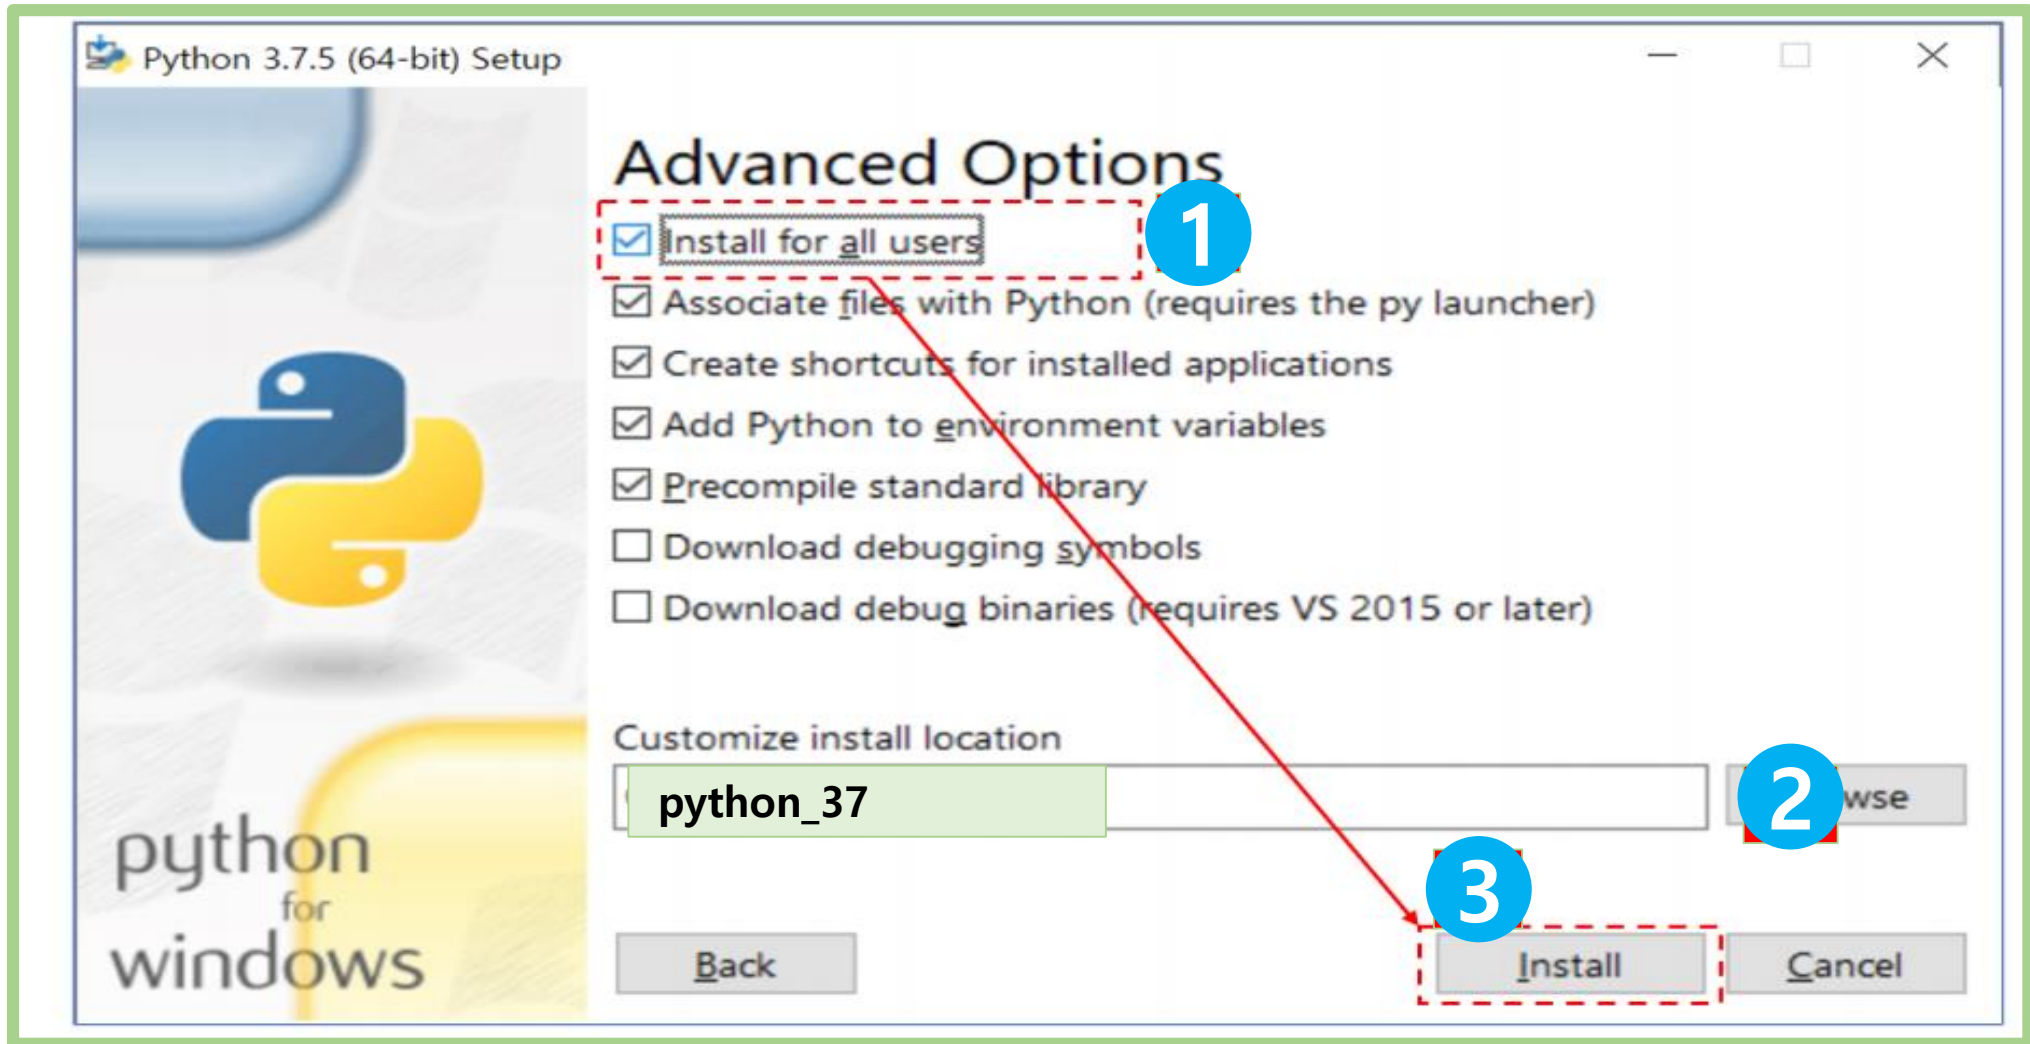 Python 3.7.5 (64-bit) Setup
Advanced Options
Install for all users
1
Associate files with Python (requires the py launcher)
Create shortcuts for installed applications
Add Python to environment variables
Precompile standard library
Download debugging symbols
Download debug binaries (requires VS 2015 or later)
Customize install location
python_37
2
wse
3
Back
Install
Cancel
python
for
windows